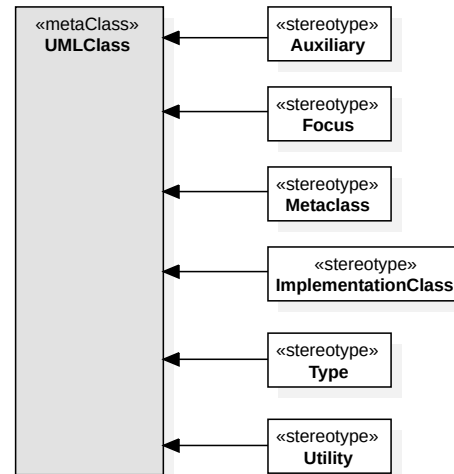 «metaClass»
UMLClass
«stereotype»
Auxiliary
«stereotype»
Focus
«stereotype»
Metaclass
«stereotype»
ImplementationClass
«stereotype»
Type
«stereotype»
Utility